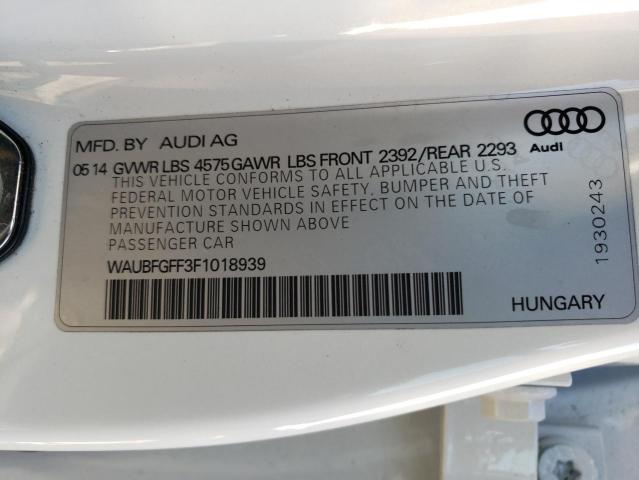 MFD. BY AUDI AG
05 14 GVWR LBS 4575 GAWR LBS FRONT 2392/REAR 2293
Audi
THIS VEHICLE CONFORMS TO ALL APPLICABLE U.S.
FEDERAL MOTOR VEHICLE SAFETY, BUMPER AND THEFT
PREVENTION STANDARDS IN EFFECT ON THE DATE OF
MANUFACTURE SHOWN ABOVE
PASSENGER CAR
WAUBFGFF3F1018939
1930243
HUNGARY